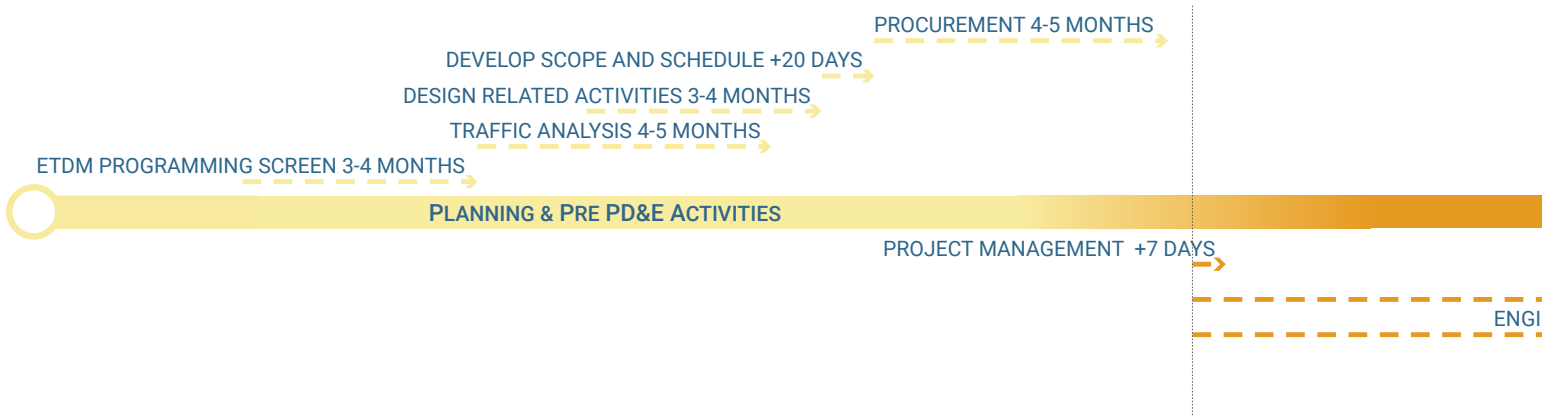 PROCUREMENT 4-5 MONTHS
DEVELOP SCOPE AND SCHEDULE +20 DAYS
DESIGN RELATED ACTIVITIES 3-4 MONTHS
TRAFFIC ANALYSIS 4-5 MONTHS
ETDM PROGRAMMING SCREEN 3-4 MONTHS
PLANNING & PRE PD&E ACTIVITIES
PROJECT MANAGEMENT +7 DAYS
ENGI